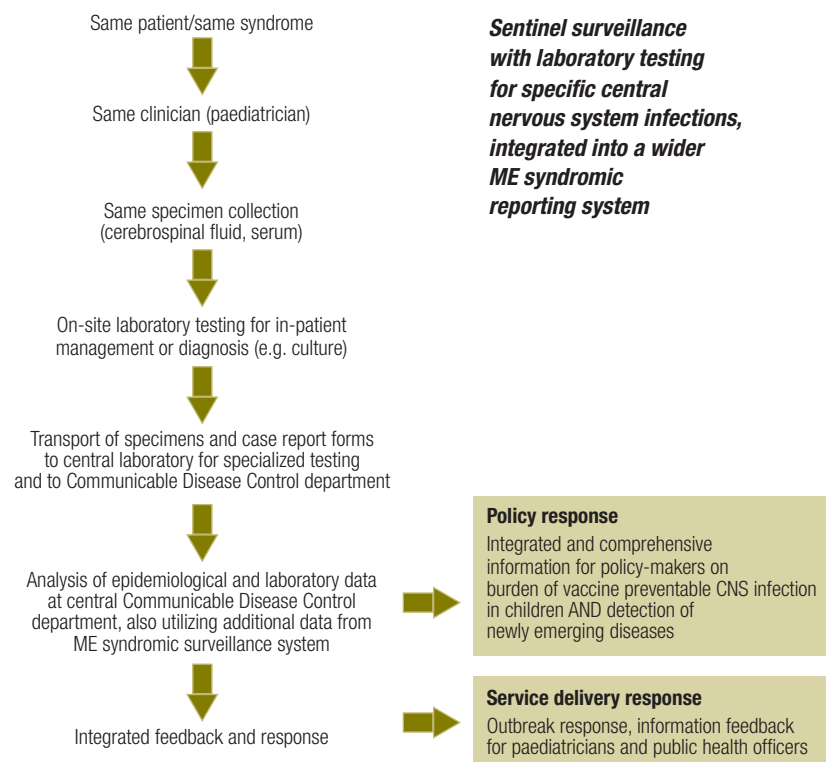 Same patient/same syndrome
Sentinel surveillance
with laboratory testing
for specific central
nervous system infections,
integrated into a wider
ME syndromic
reporting system
Same clinician (paediatrician)
Same specimen collection
(cerebrospinal fluid, serum)
On-site laboratory testing for in-patient
management or diagnosis (e.g. culture)
Transport of specimens and case report forms
to central laboratory for specialized testing
and to Communicable Disease Control department
Analysis of epidemiological and laboratory data
at central Communicable Disease Control
department, also utilizing additional data from
ME syndromic surveillance system
Policy response
Integrated and comprehensive
information for policy-makers on
burden of vaccine preventable CNS infection
in children AND detection of
newly emerging diseases
Integrated feedback and response
Service delivery response
Outbreak response, information feedback
for paediatricians and public health officers